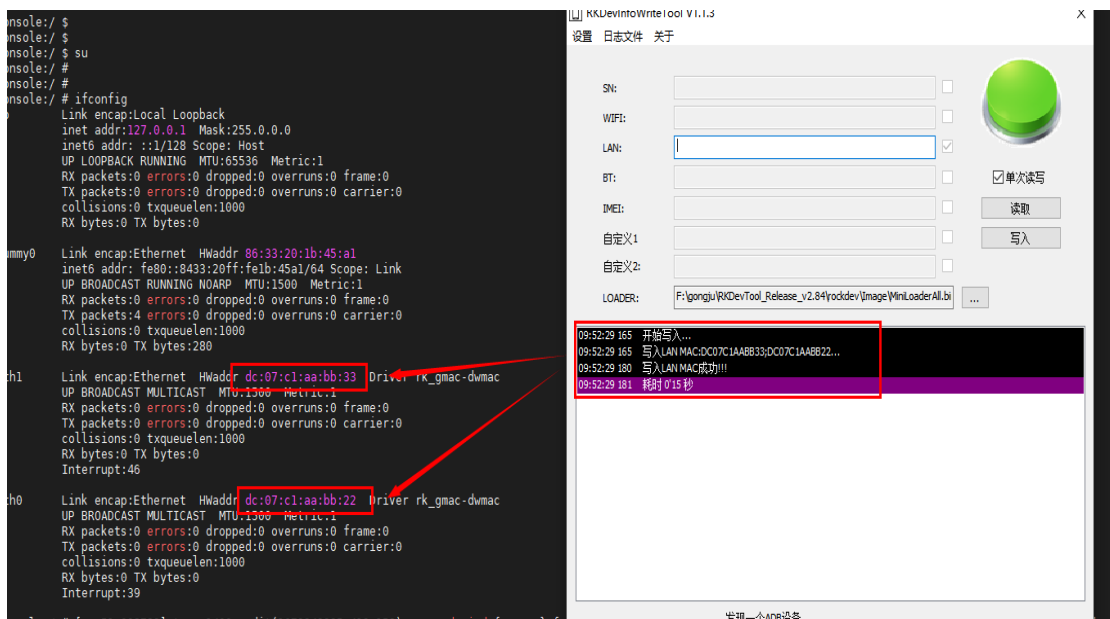 onsole:/ $
onsole:/ $
onsole:/ $ su
onsole:/ #
onsole:/ #
onsole:/ # ifconfig
o Link encap:Local Loopback
inet addr:127.0.0.1 Mask:255.0.0.0
inet6 addr: ::1/128 Scope: Host
UP LOOPBACK RUNNING MTU:65536 Metric:1
RX packets:0 errors:0 dropped:0 overruns:0 frame:0
TX packets:0 errors:0 dropped:0 overruns:0 carrier:0
collisions:0 txqueuelen:1000
RX bytes:0 TX bytes:0
ummy0 Link encap:Ethernet HWaddr 86:33:20:1b:45:a1
inet6 addr: fe80::8433:20ff:fe1b:45a1/64 Scope: Link
UP BROADCAST RUNNING NOARP MTU:1500 Metric:1
RX packets:0 errors:0 dropped:0 overruns:0 frame:0
TX packets:4 errors:0 dropped:0 overruns:0 carrier:0
collisions:0 txqueuelen:1000
RX bytes:0 TX bytes:280
th1 Link encap:Ethernet HWaddr dc:07:c1:aa:bb:33 Driver rk_gmac-dwmac
UP BROADCAST MULTICAST MTU:1500 Metric:1
RX packets:0 errors:0 dropped:0 overruns:0 frame:0
TX packets:0 errors:0 dropped:0 overruns:0 carrier:0
collisions:0 txqueuelen:1000
RX bytes:0 TX bytes:0
Interrupt:46
th0 Link encap:Ethernet HWaddr dc:07:c1:aa:bb:22 Driver rk_gmac-dwmac
UP BROADCAST MULTICAST MTU:1500 Metric:1
RX packets:0 errors:0 dropped:0 overruns:0 frame:0
TX packets:0 errors:0 dropped:0 overruns:0 carrier:0
collisions:0 txqueuelen:1000
RX bytes:0 TX bytes:0
Interrupt:39
RKDevInfoWriteTool V1.1.3
设置 日志文件 关于
SN:
WIFI:
LAN:
BT:
单次读写
IMEI:
读取
自定义1
写入
自定义2:
LOADER: F:\gongju\RKDevTool_Release_v2.84\rockdev\Image\MiniLoaderAll.bi ...
09:52:29 165 开始写入...
09:52:29 165 写入LAN MAC:DC07C1AABB33;DC07C1AABB22...
09:52:29 180 写入LAN MAC成功!!!
09:52:29 181 耗时 0'15 秒
发现一个ADB设备